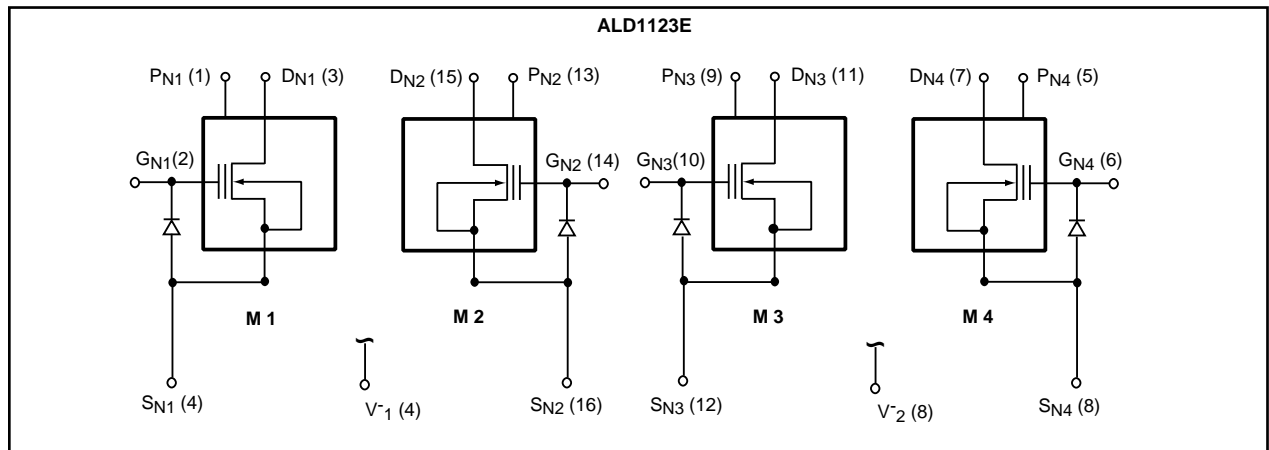 ALD1123E
PN1 (1) DN1 (3) DN2 (15) PN2 (13) PN3 (9) DN3 (11) DN4 (7) PN4 (5)
GN1(2) GN2 (14) GN3(10) GN4 (6)
M 1 M 2 M 3 M 4
SN1 (4) V-1 (4) SN2 (16) SN3 (12) V-2 (8) SN4 (8)